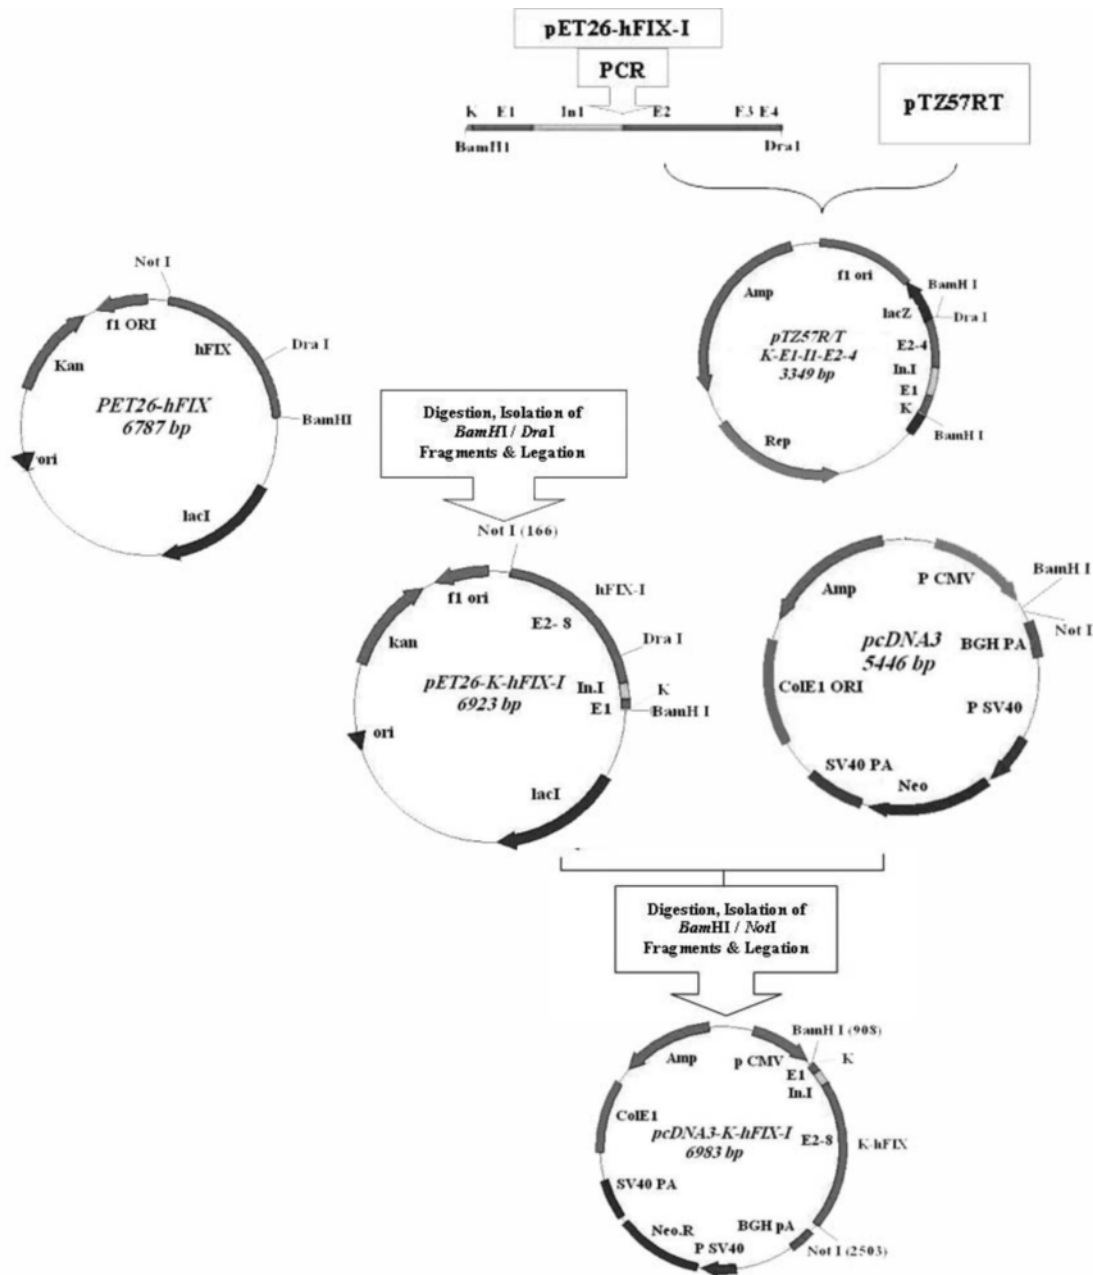 pET26-hFIX-I
PCR
pTZ57RT
K E1 In1 E2 E3 E4
BamH1 Dra1
Not I
f1 ORI
hFIX
Kan
Dra I
PET26-hFIX
6787 bp
BamHI
ori
lacI
f1 ori
Amp
BamH I
lacZ
Dra I
pTZ57R/T
K-E1-I1-E2-4
3349 bp
E2-4
In.I
E1
K
BamH I
Rep
Digestion, Isolation of
BamHI / DraI
Fragments & Legation
Not I (166)
f1 ori
hFIX-I
E2- 8
kan
Dra I
pET26-K-hFIX-I
6923 bp
In.I
K
E1
BamH I
ori
lacI
P CMV
Amp
BamH I
Not I
pcDNA3
5446 bp
BGH PA
ColE1 ORI
P SV40
SV40 PA
Neo
Digestion, Isolation of
BamHI / NotI
Fragments & Legation
BamH I (908)
Amp
p CMV
K
E1
In.I
ColE1
pcDNA3-K-hFIX-I
6983 bp
E2-8
K-hFIX
SV40 PA
BGH pA
Neo.R
P SV40
Not I (2503)